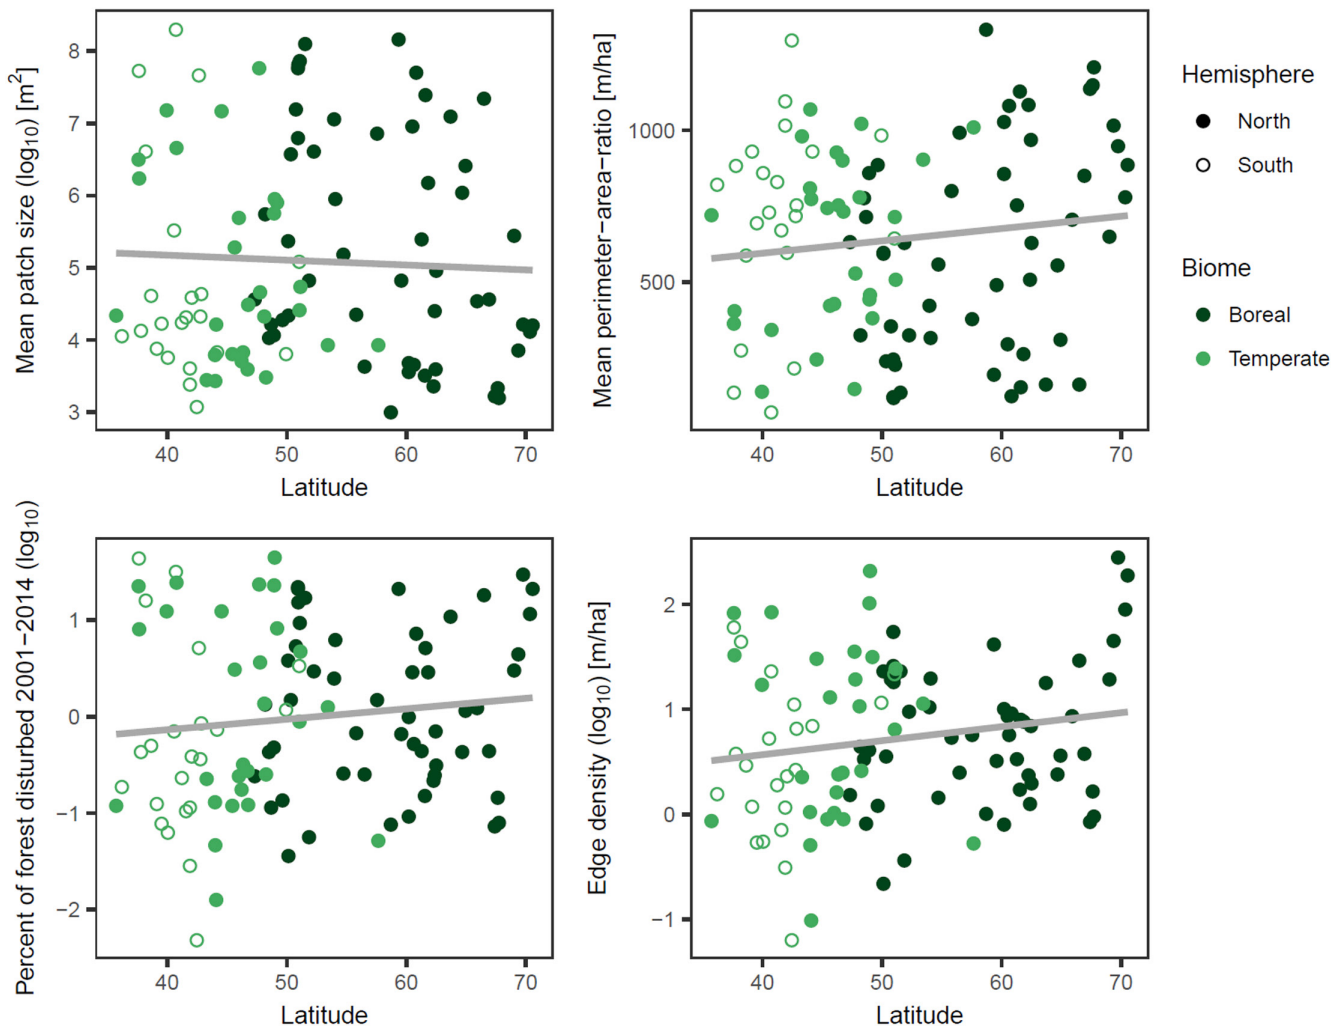 Mean patch size (log10) [m2]
8
7
6
5
4
3
40 50 60 70
Latitude
Mean perimeter−area−ratio [m/ha]
1000
500
40 50 60 70
Latitude
Hemisphere
North
South
Biome
Boreal
Temperate
Percent of forest disturbed 2001−2014 (log10)
1
0
−1
−2
40 50 60 70
Latitude
Edge density (log10) [m/ha]
2
1
0
−1
40 50 60 70
Latitude